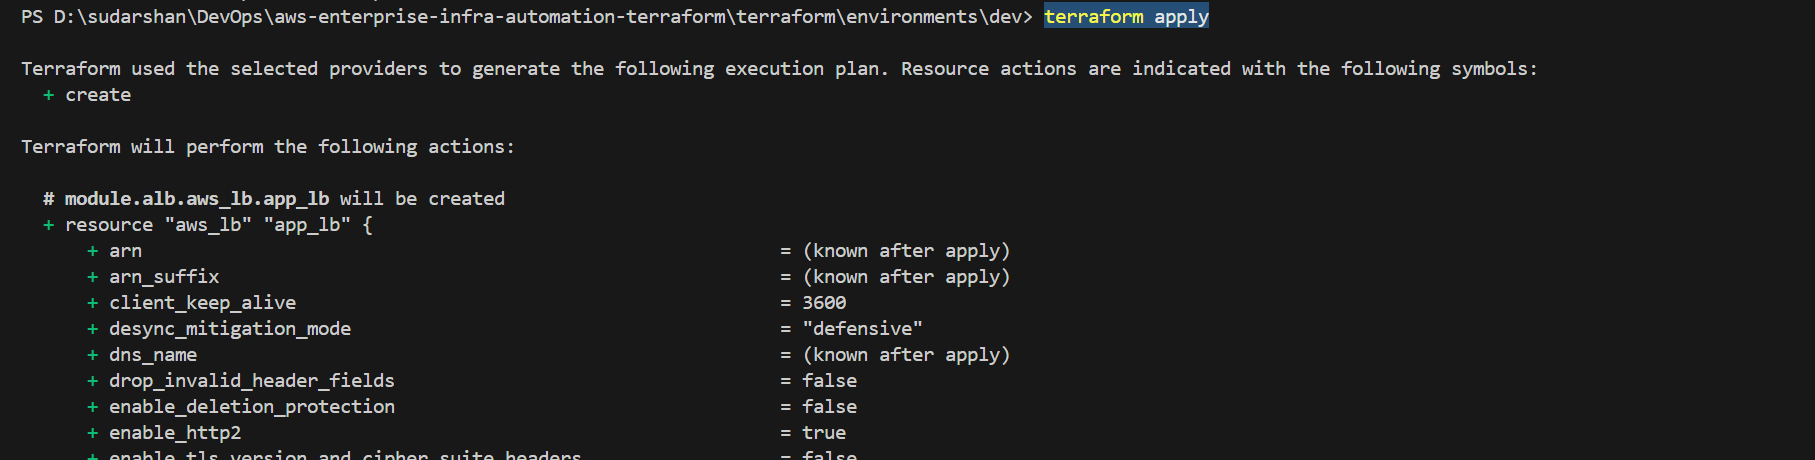 PS D:\sudarshan\DevOps\aws-enterprise-infra-automation-terraform\terraform\environments\dev> terraform apply
Terraform used the selected providers to generate the following execution plan. Resource actions are indicated with the following symbols:
+ create
Terraform will perform the following actions:
# module.alb.aws_lb.app_lb will be created
+ resource "aws_lb" "app_lb" {
+ arn = (known after apply)
+ arn_suffix = (known after apply)
+ client_keep_alive = 3600
+ desync_mitigation_mode = "defensive"
+ dns_name = (known after apply)
+ drop_invalid_header_fields = false
+ enable_deletion_protection = false
+ enable_http2 = true
+ enable_tls_version_and_cipher_suite_headers = false